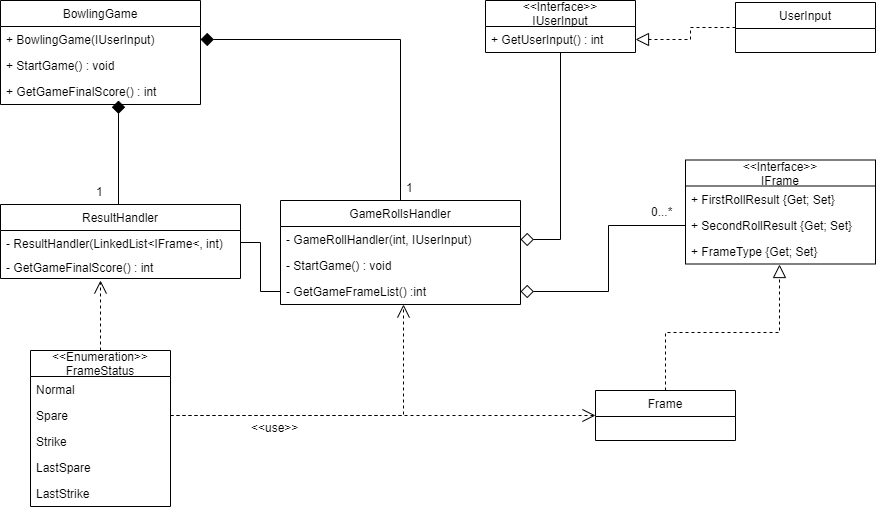 BowlingGame
+ BowlingGame(IUserInput)
+ StartGame() : void
+ GetGameFinalScore() : int
<<Interface>>
IUserInput
+ GetUserInput() : int
UserInput
1
1
0...*
<<Interface>>
IFrame
+ FirstRollResult {Get; Set}
+ SecondRollResult {Get; Set}
+ FrameType {Get; Set}
ResultHandler
- ResultHandler(LinkedList<IFrame<, int)
- GetGameFinalScore() : int
GameRollsHandler
- GameRollHandler(int, IUserInput)
- StartGame() : void
- GetGameFrameList() :int
<<Enumeration>>
FrameStatus
Normal
Spare
Strike
LastSpare
LastStrike
<<use>>
Frame